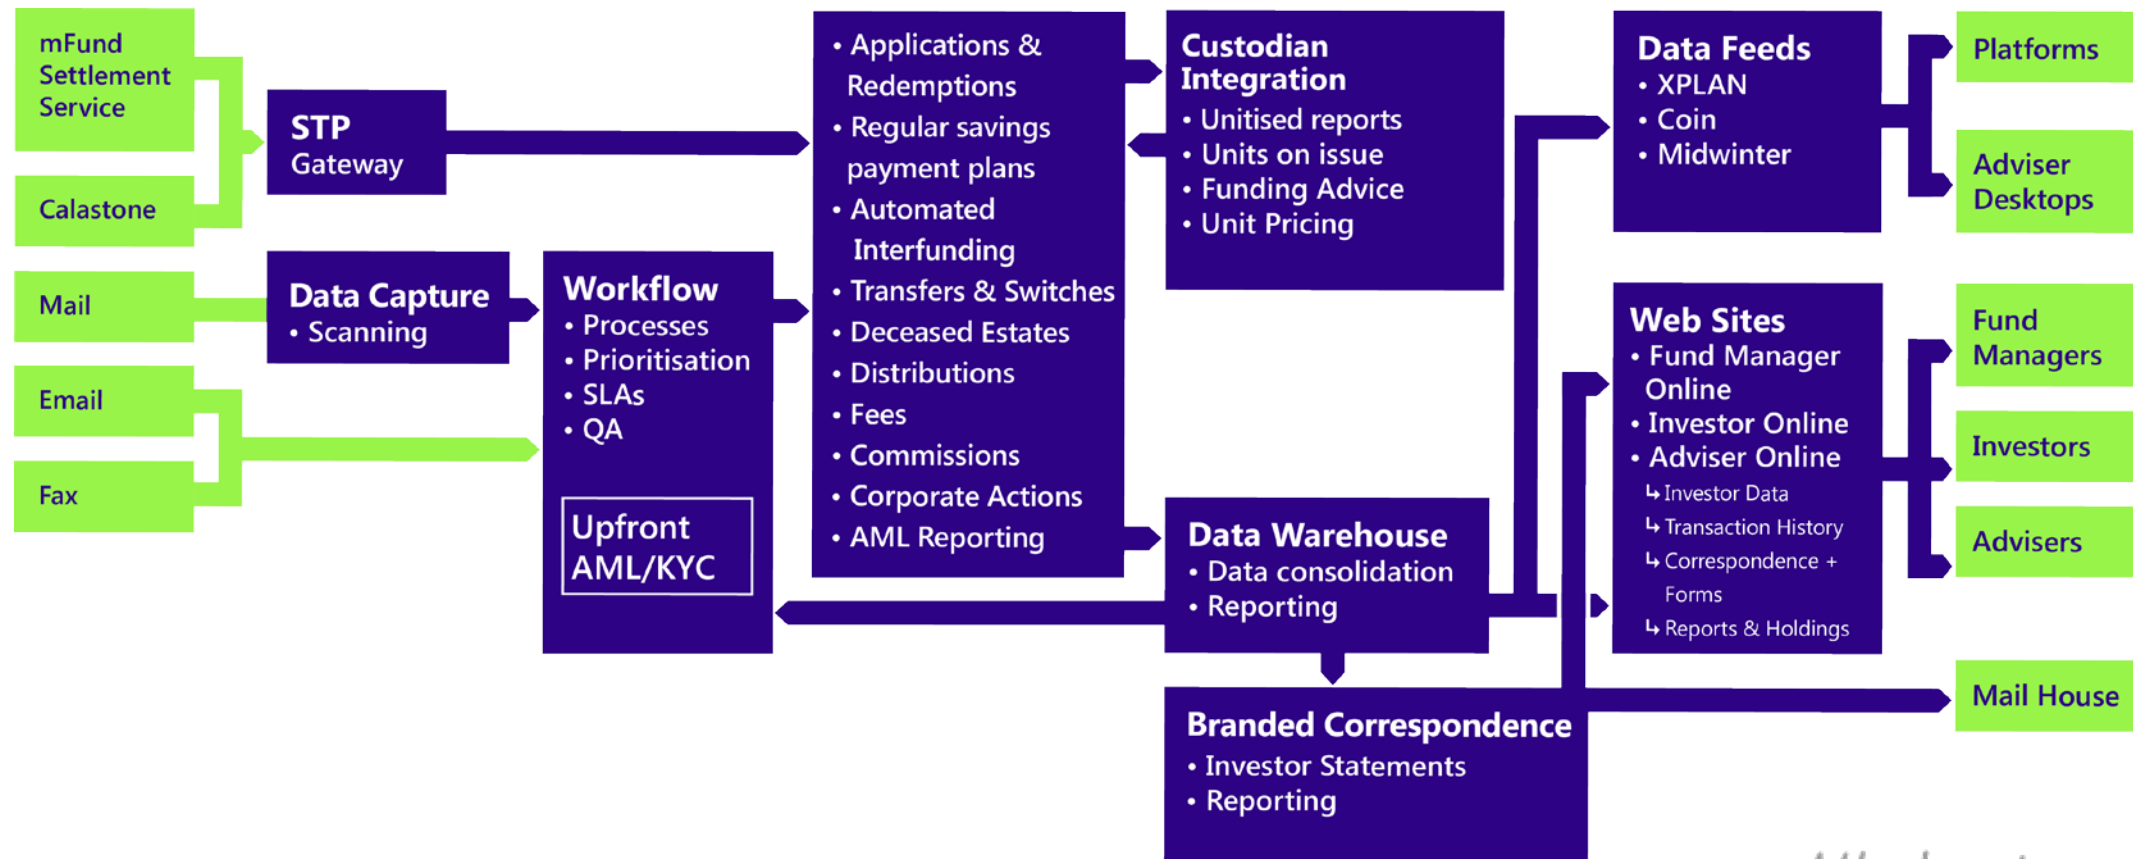 mFund
Settlement
Service
Calastone
Mail
Email
Fax
STP
Gateway
Data Capture
• Scanning
Workflow
• Processes
• Prioritisation
• SLAs
• QA
Upfront
AML/KYC
• Applications &
Redemptions
• Regular savings
payment plans
• Automated
Interfunding
• Transfers & Switches
• Deceased Estates
• Distributions
• Fees
• Commissions
• Corporate Actions
• AML Reporting
Custodian
Integration
• Unitised reports
• Units on issue
• Funding Advice
• Unit Pricing
Data Warehouse
• Data consolidation
• Reporting
Branded Correspondence
• Investor Statements
• Reporting
Data Feeds
• XPLAN
• Coin
• Midwinter
Web Sites
• Fund Manager
Online
• Investor Online
• Adviser Online
↳ Investor Data
↳ Transaction History
↳ Correspondence +
Forms
↳ Reports & Holdings
Platforms
Adviser
Desktops
Fund
Managers
Investors
Advisers
Mail House